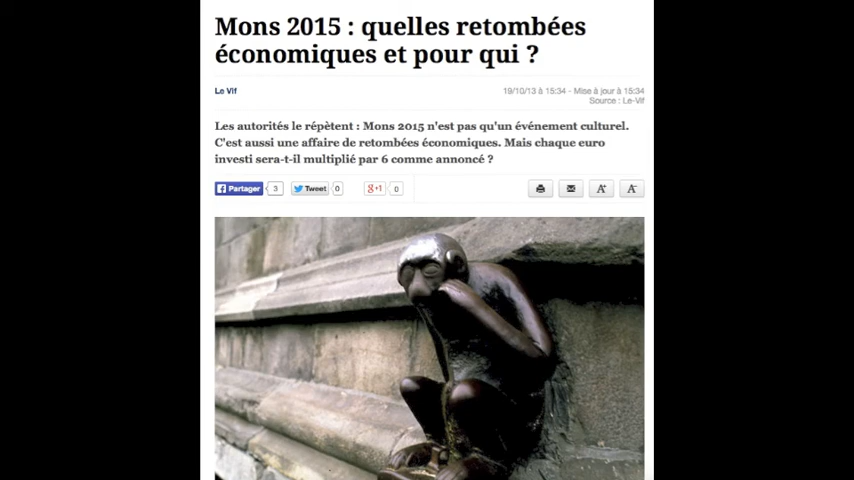 Mons 2015 : quelles retombées
économiques et pour qui ?
Le Vif
19/10/13 à 15:34 - Mise à jour à 15:34
Source : Le-Vif
Les autorités le répètent : Mons 2015 n'est pas qu'un événement culturel.
C'est aussi une affaire de retombées économiques. Mais chaque euro
investi sera-t-il multiplié par 6 comme annoncé ?
Partager 3 Tweet 0 g+1 0 A+ A-